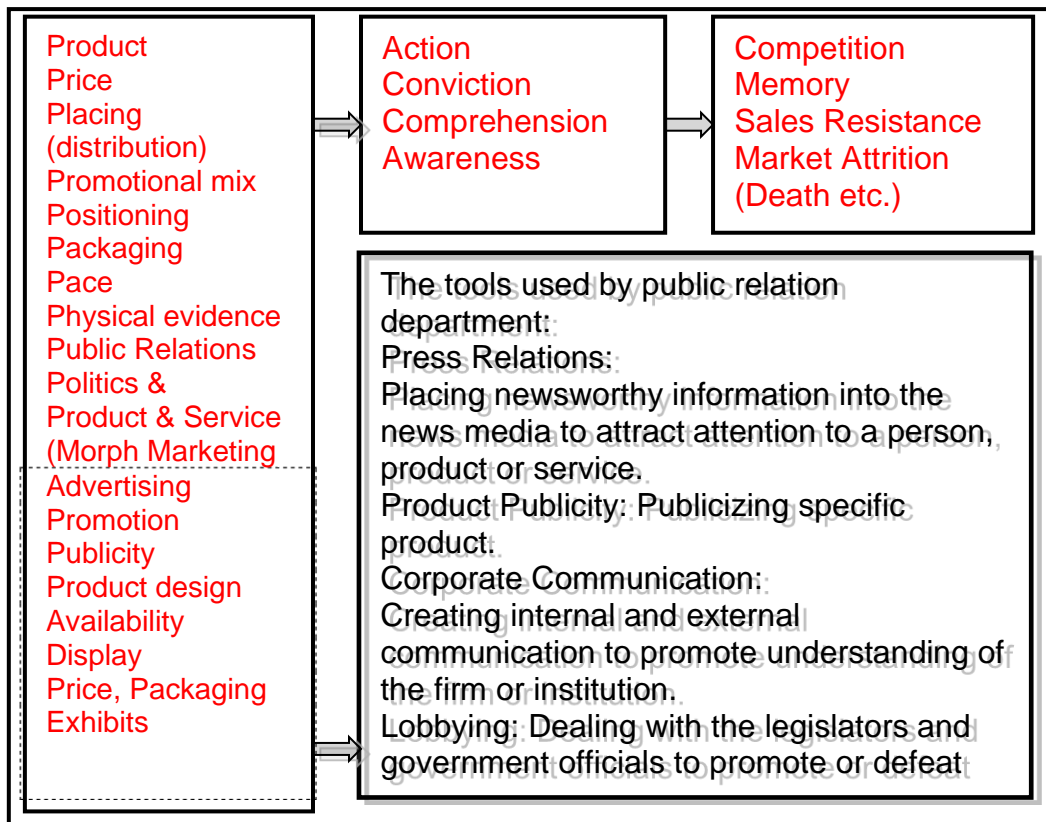 Product
Price
Placing
(distribution)
Promotional mix
Positioning
Packaging
Pace
Physical evidence
Public Relations
Politics &
Product & Service
(Morph Marketing
Advertising
Promotion
Publicity
Product design
Availability
Display
Price, Packaging
Exhibits
Action
Conviction
Comprehension
Awareness
Competition
Memory
Sales Resistance
Market Attrition
(Death etc.)
The tools used by public relation
department:
Press Relations:
Placing newsworthy information into the
news media to attract attention to a person,
product or service.
Product Publicity: Publicizing specific
product.
Corporate Communication:
Creating internal and external
communication to promote understanding of
the firm or institution.
Lobbying: Dealing with the legislators and
government officials to promote or defeat